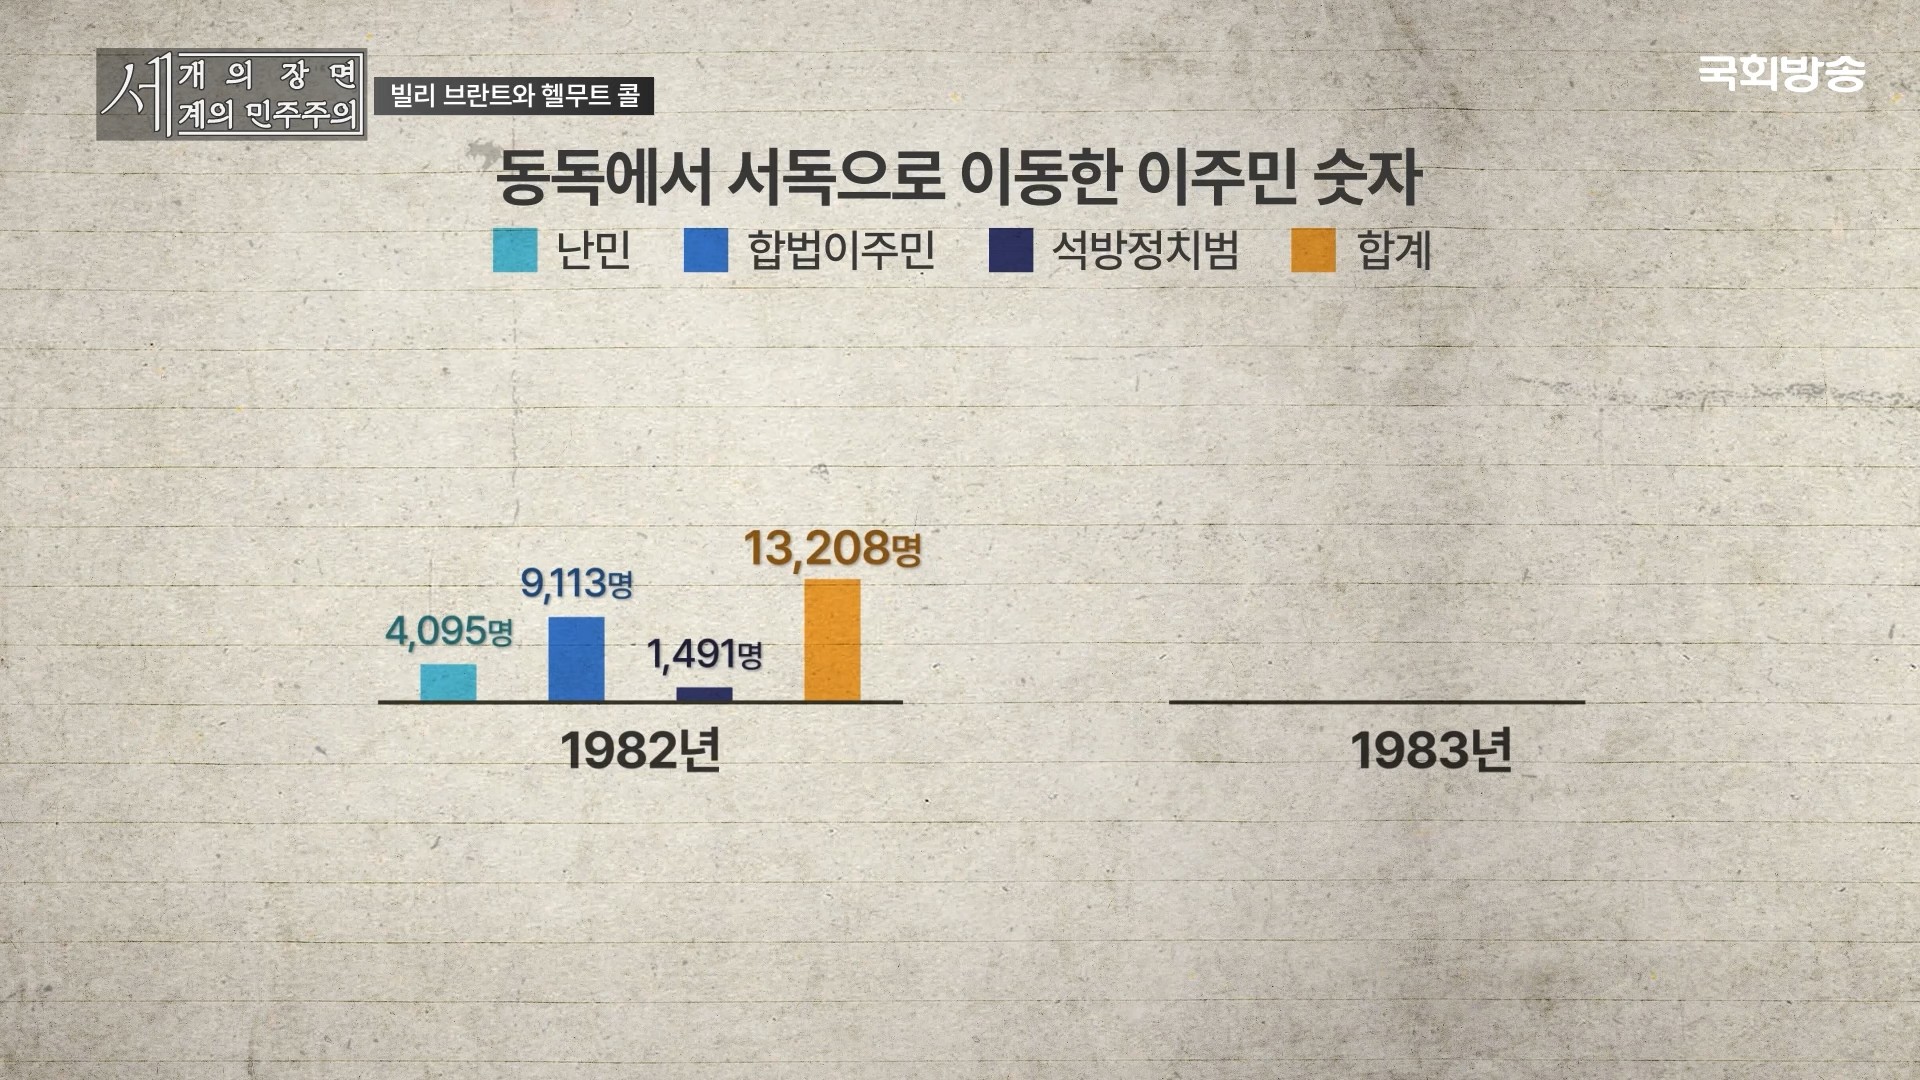 세 개의 장면
세계의 민주주의
빌리 브란트와 헬무트 콜
국회방송
동독에서 서독으로 이동한 이주민 숫자
난민 합법이주민 석방정치범 합계
4,095명 9,113명 1,491명 13,208명
1982년 1983년